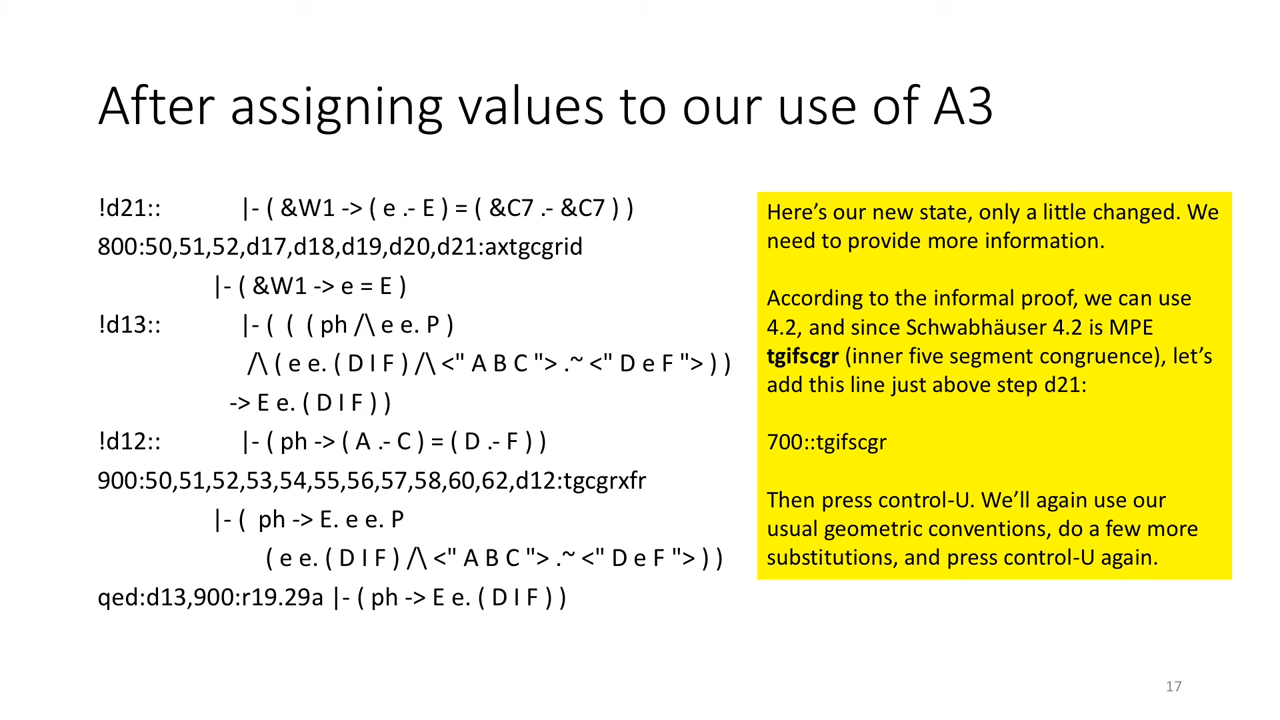 After assigning values to our use of A3
!d21:: |- ( &W1 -> ( e .- E ) = ( &C7 .- &C7 ) )
800:50,51,52,d17,d18,d19,d20,d21:axtgcgrid
|- ( &W1 -> e = E )
!d13:: |- ( ( ( ph /\ e e. P )
/\ ( e e. ( D I F ) /\ <" A B C "> .~ <" D e F "> ) )
-> E e. ( D I F ) )
!d12:: |- ( ph -> ( A .- C ) = ( D .- F ) )
900:50,51,52,53,54,55,56,57,58,60,62,d12:tgcgrxfr
|- ( ph -> E. e e. P
( e e. ( D I F ) /\ <" A B C "> .~ <" D e F "> ) )
qed:d13,900:r19.29a |- ( ph -> E e. ( D I F ) )
Here’s our new state, only a little changed. We
need to provide more information.
According to the informal proof, we can use
4.2, and since Schwabhäuser 4.2 is MPE
tgifscgr (inner five segment congruence), let’s
add this line just above step d21:
700::tgifscgr
Then press control-U. We’ll again use our
usual geometric conventions, do a few more
substitutions, and press control-U again.
17